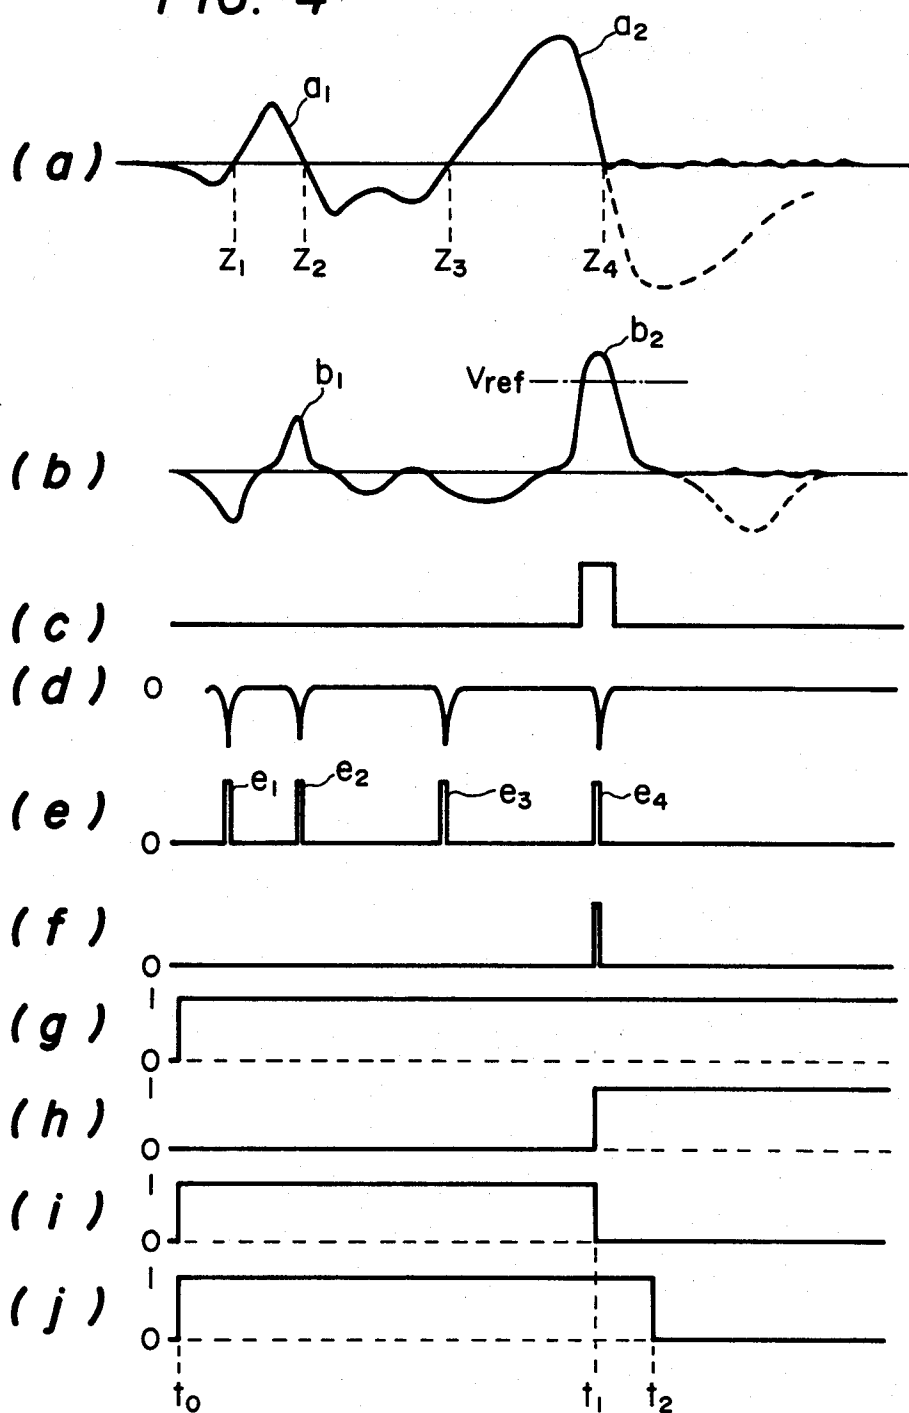 FIG. 4
a2
a1
(a)
Z1 Z2 Z3 Z4
b2
Vref
b1
(b)
(c)
(d) 0
e1 e2 e3 e4
(e)
0
(f)
0
1
(g)
0
1
(h)
0
1
(i)
0
1
(j)
0
t0 t1 t2